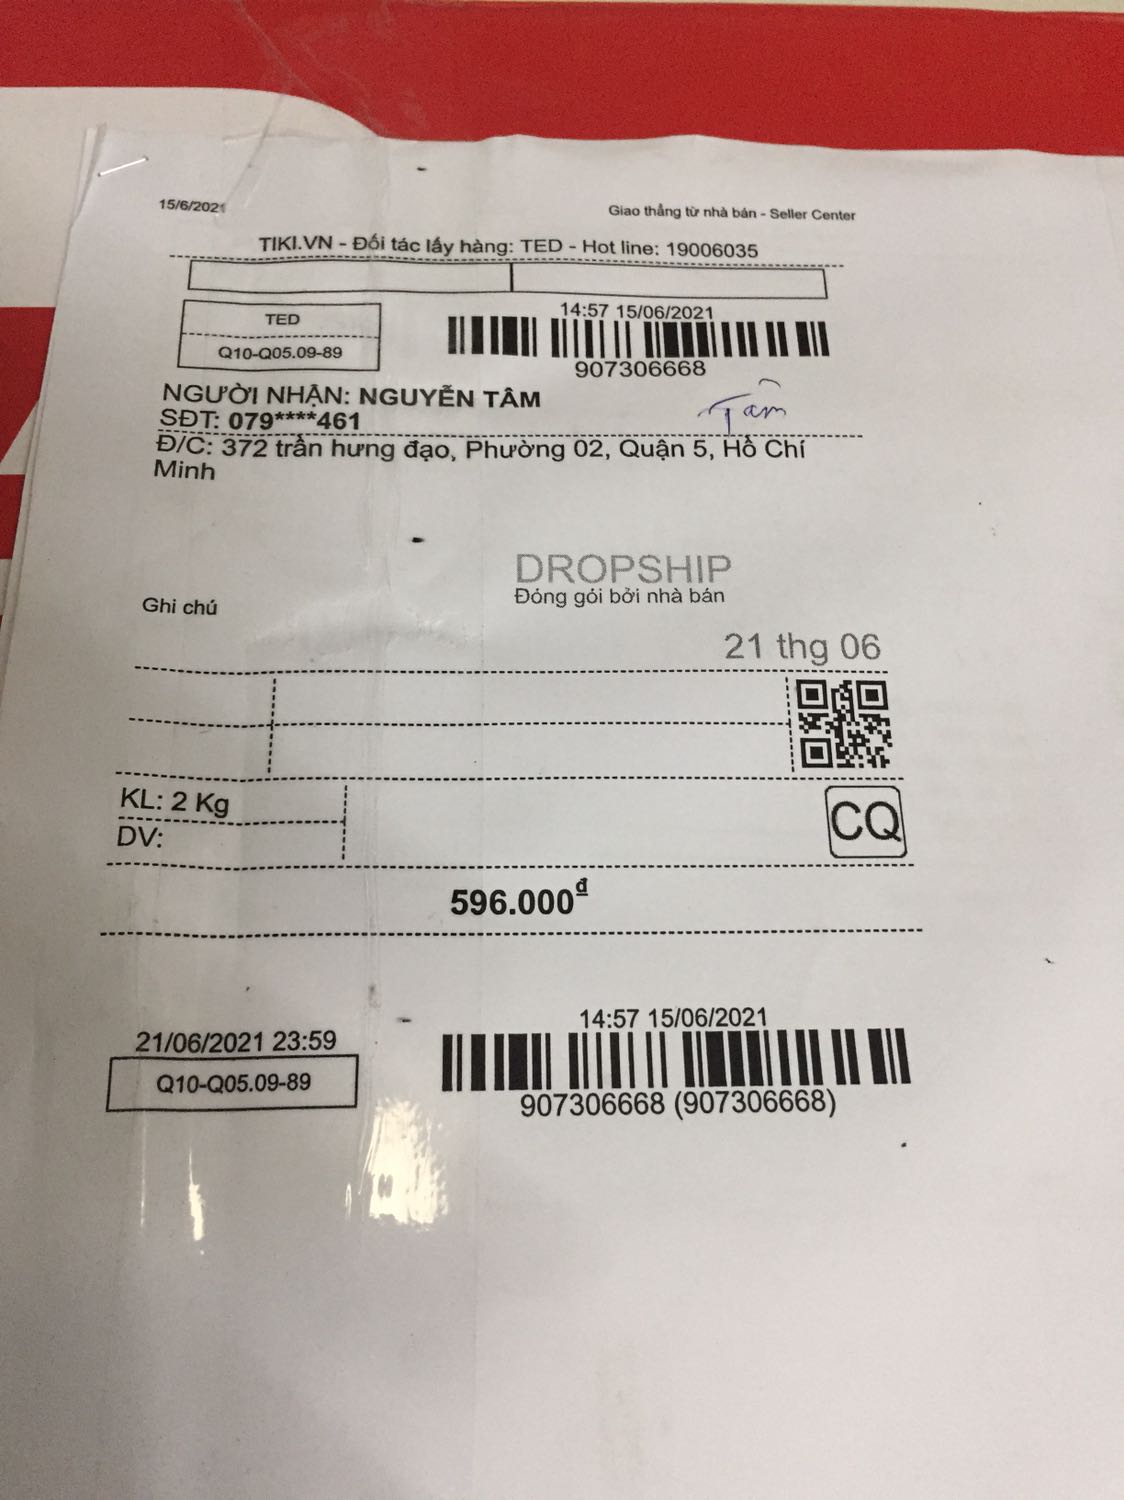 15/6/2021
Giao thẳng từ nhà bán - Seller Center
TIKI.VN - Đối tác lấy hàng: TED - Hot line: 19006035
TED
Q10-Q05.09-89
14:57 15/06/2021
907306668
NGƯỜI NHẬN: NGUYỄN TÂM
SĐT: 079****461
Tâm
Đ/C: 372 trần hưng đạo, Phường 02, Quận 5, Hồ Chí
Minh
DROPSHIP
Đóng gói bởi nhà bán
Ghi chú
21 thg 06
KL: 2 Kg
DV:
CQ
596.000₫
21/06/2021 23:59
Q10-Q05.09-89
14:57 15/06/2021
907306668 (907306668)